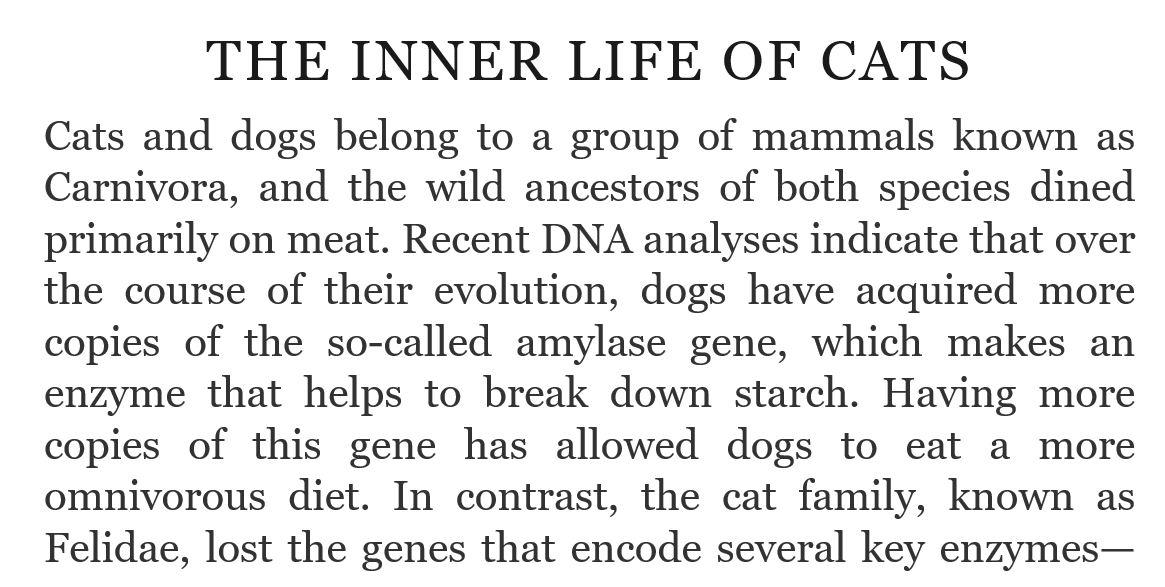 THE INNER LIFE OF CATS
Cats and dogs belong to a group of mammals known as
Carnivora, and the wild ancestors of both species dined
primarily on meat. Recent DNA analyses indicate that over
the course of their evolution, dogs have acquired more
copies of the so-called amylase gene, which makes an
enzyme that helps to break down starch. Having more
copies of this gene has allowed dogs to eat a more
omnivorous diet. In contrast, the cat family, known as
Felidae, lost the genes that encode several key enzymes—